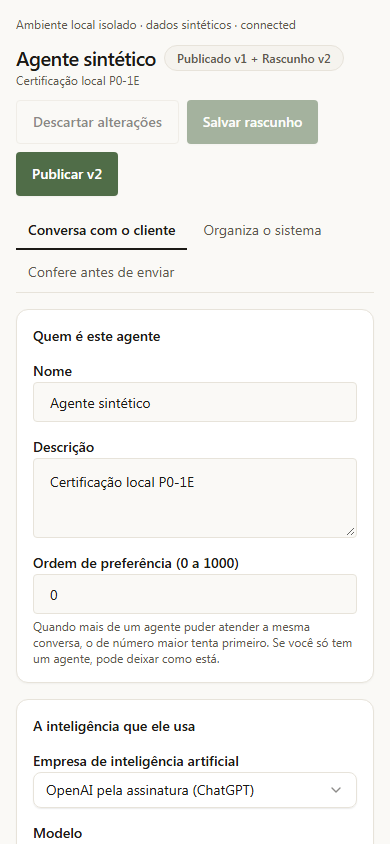 Ambiente local isolado · dados sintéticos · connected
Agente sintético
Publicado v1 + Rascunho v2
Certificação local P0-1E
Descartar alterações
Salvar rascunho
Publicar v2
Conversa com o cliente
Organiza o sistema
Confere antes de enviar
Quem é este agente
Nome
Agente sintético
Descrição
Certificação local P0-1E
Ordem de preferência (0 a 1000)
0
Quando mais de um agente puder atender a mesma
conversa, o de número maior tenta primeiro. Se você só tem
um agente, pode deixar como está.
A inteligência que ele usa
Empresa de inteligência artificial
OpenAI pela assinatura (ChatGPT)
Modelo